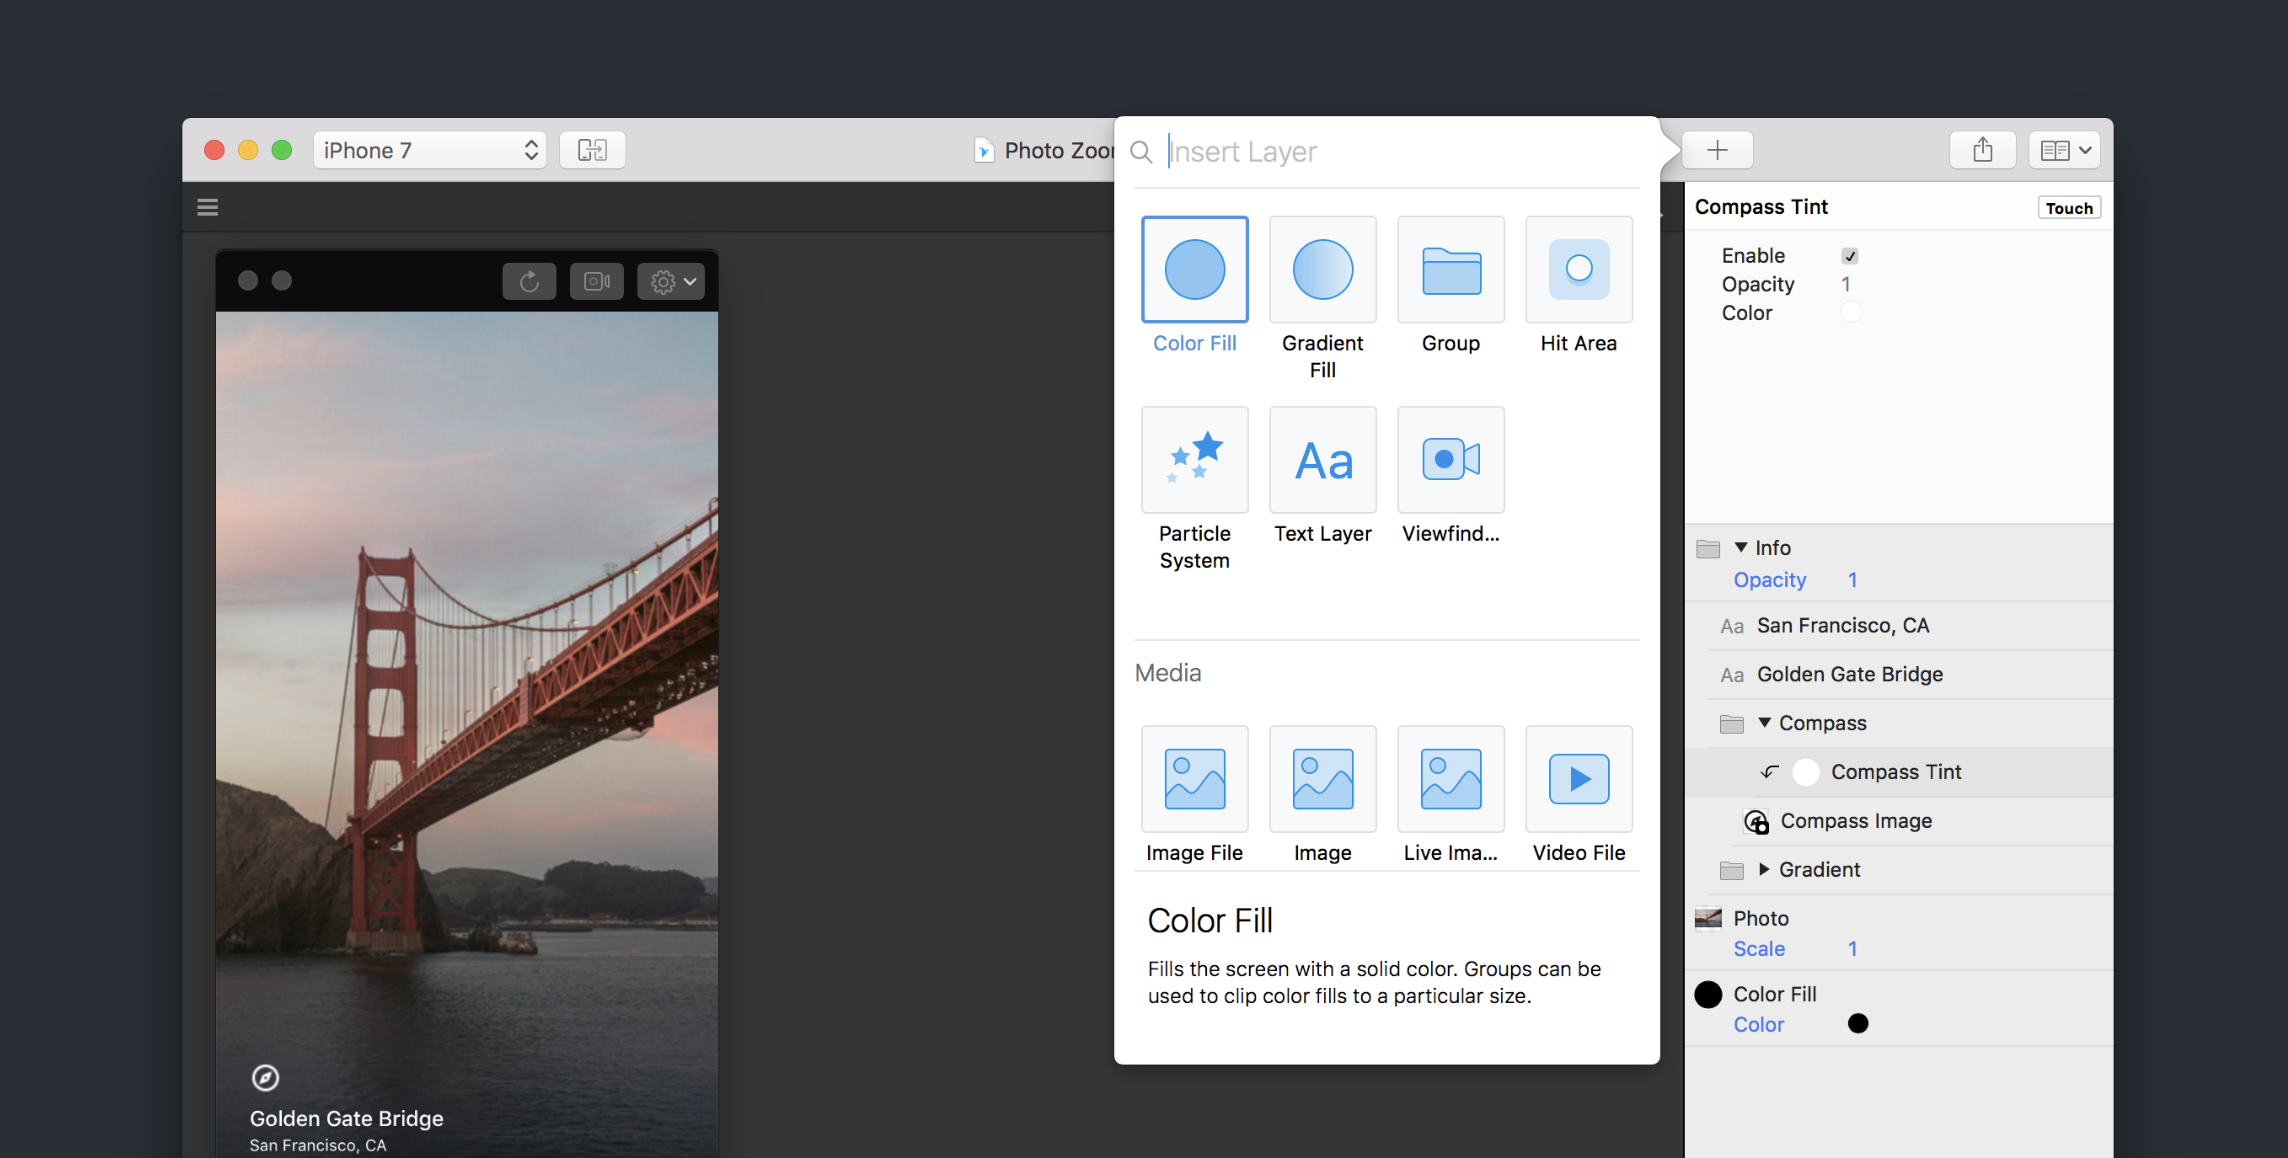 iPhone 7
Photo Zoo
Insert Layer
Color Fill
Gradient
Fill
Group
Hit Area
Particle
System
Aa
Text Layer
Viewfind...
Media
Image File
Image
Live Ima...
Video File
Color Fill
Fills the screen with a solid color. Groups can be
used to clip color fills to a particular size.
Golden Gate Bridge
San Francisco, CA
Compass Tint
Touch
Enable
Opacity 1
Color
Info
Opacity 1
Aa San Francisco, CA
Aa Golden Gate Bridge
Compass
Compass Tint
Compass Image
Gradient
Photo
Scale 1
Color Fill
Color